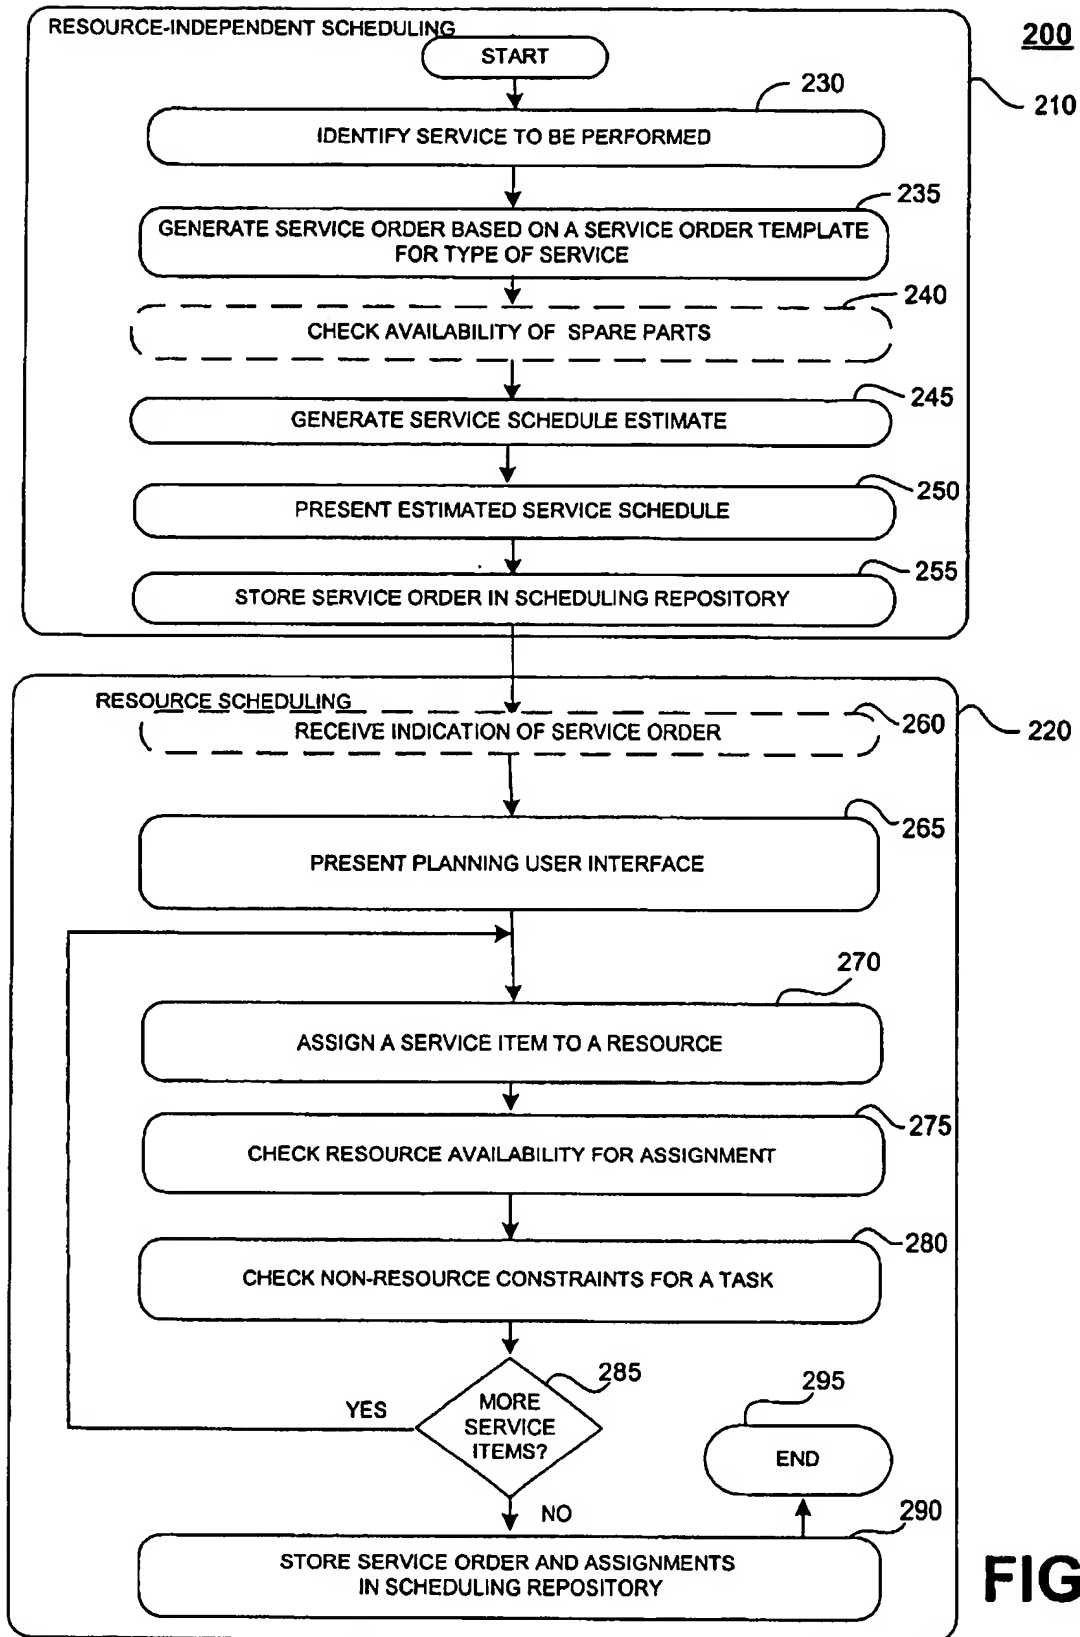 RESOURCE-INDEPENDENT SCHEDULING
200
START
210
230
IDENTIFY SERVICE TO BE PERFORMED
235
GENERATE SERVICE ORDER BASED ON A SERVICE ORDER TEMPLATE
FOR TYPE OF SERVICE
240
CHECK AVAILABILITY OF SPARE PARTS
245
GENERATE SERVICE SCHEDULE ESTIMATE
250
PRESENT ESTIMATED SERVICE SCHEDULE
255
STORE SERVICE ORDER IN SCHEDULING REPOSITORY
RESOURCE SCHEDULING
260
RECEIVE INDICATION OF SERVICE ORDER
220
265
PRESENT PLANNING USER INTERFACE
270
ASSIGN A SERVICE ITEM TO A RESOURCE
275
CHECK RESOURCE AVAILABILITY FOR ASSIGNMENT
280
CHECK NON-RESOURCE CONSTRAINTS FOR A TASK
285
YES
MORE
SERVICE
ITEMS?
295
END
NO
290
STORE SERVICE ORDER AND ASSIGNMENTS
IN SCHEDULING REPOSITORY
FIG